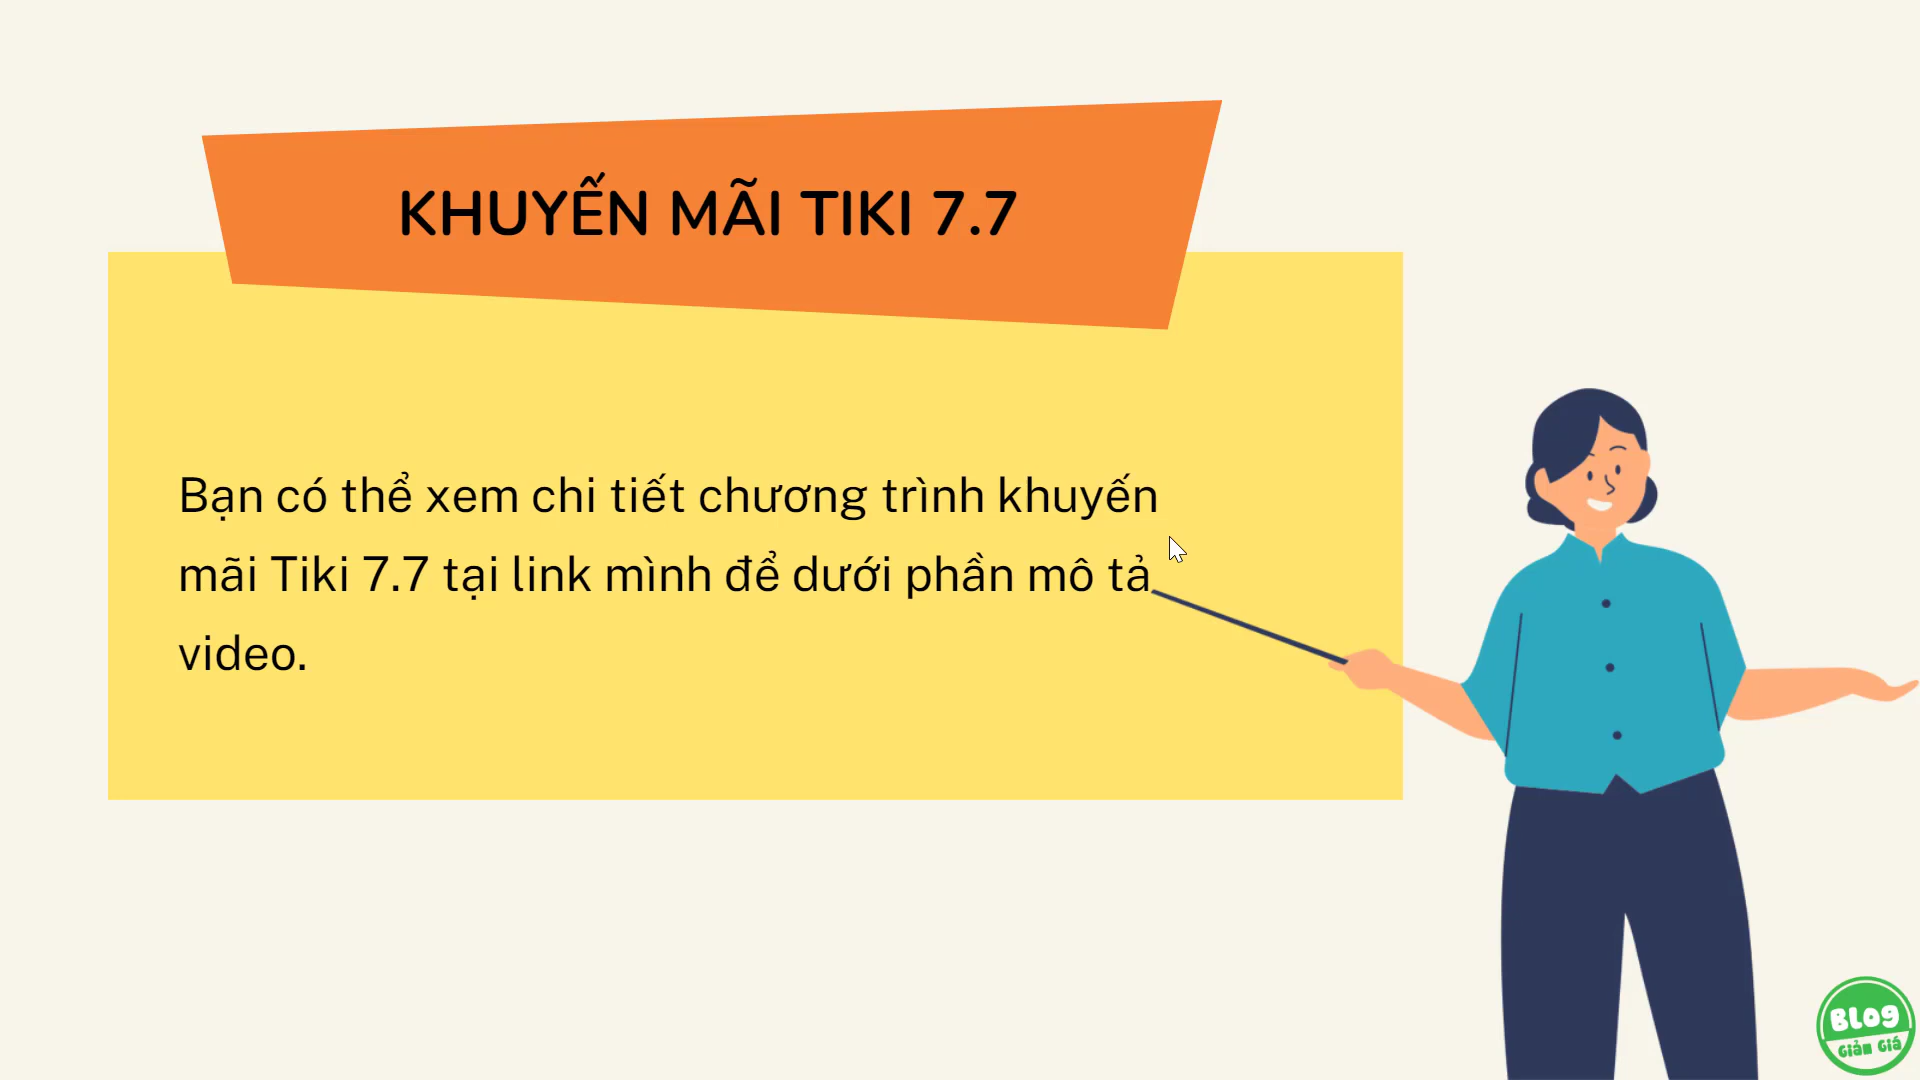 KHUYẾN MÃI TIKI 7.7
Bạn có thể xem chi tiết chương trình khuyến
mãi Tiki 7.7 tại link mình để dưới phần mô tả
video.
BLOG
Giảm Giá